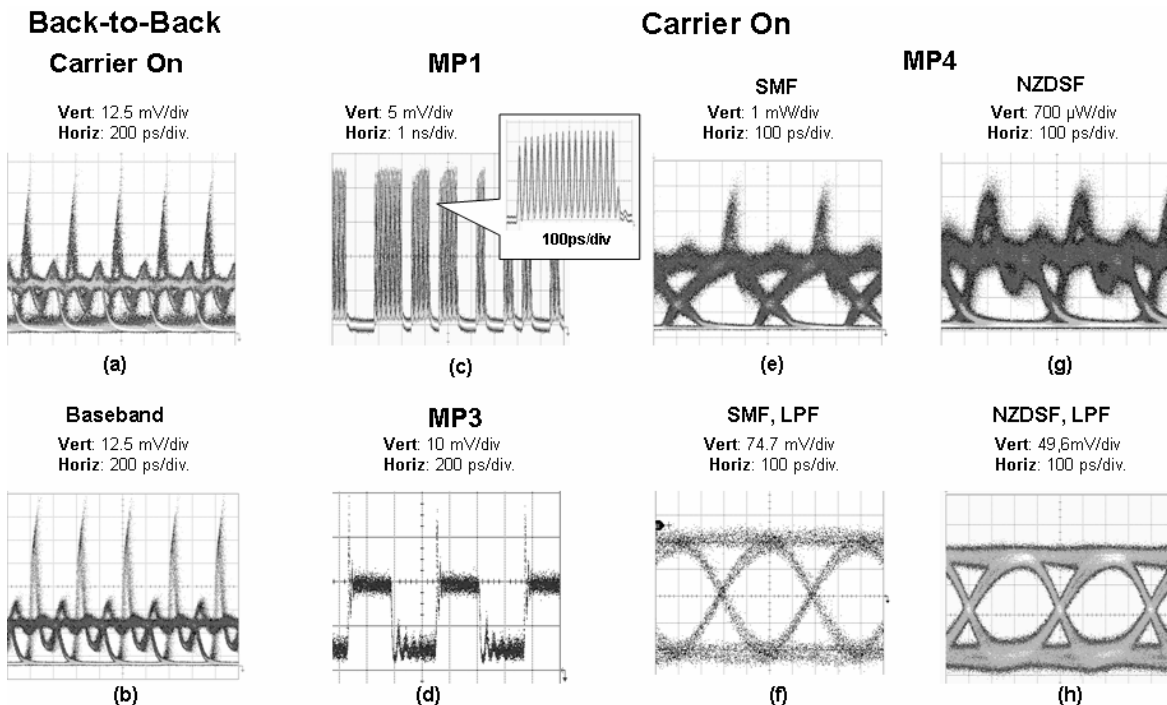 Back-to-Back
Carrier On
Carrier On
MP1
MP4
Vert: 12.5 mV/div
Horiz: 200 ps/div.
Vert: 5 mV/div
Horiz: 1 ns/div.
100ps/div
SMF
Vert: 1 mW/div
Horiz: 100 ps/div.
NZDSF
Vert: 700 µW/div
Horiz: 100 ps/div.
(a)
(c)
(e)
(g)
Baseband
Vert: 12.5 mV/div
Horiz: 200 ps/div.
MP3
Vert: 10 mV/div
Horiz: 200 ps/div.
SMF, LPF
Vert: 74.7 mV/div
Horiz: 100 ps/div.
NZDSF, LPF
Vert: 49,6mV/div
Horiz: 100 ps/div.
(b)
(d)
(f)
(h)